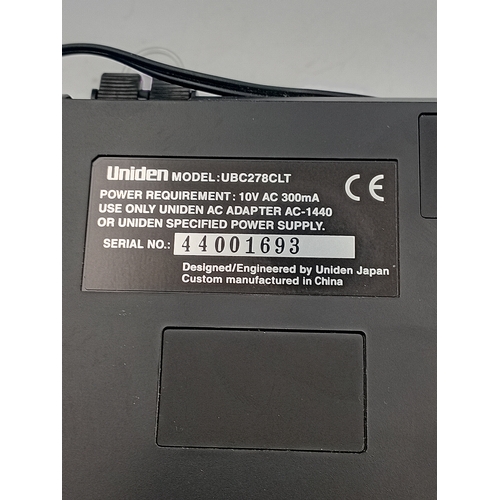 Uniden MODEL:UBC278CLT
POWER REQUIREMENT : 10V AC 300mA
USE ONLY UNIDEN AC ADAPTER AC-1440
OR UNIDEN SPECIFIED POWER SUPPLY.
SERIAL NO.: 44001693
Designed/Engineered by Uniden Japan
Custom manufactured in China
CE